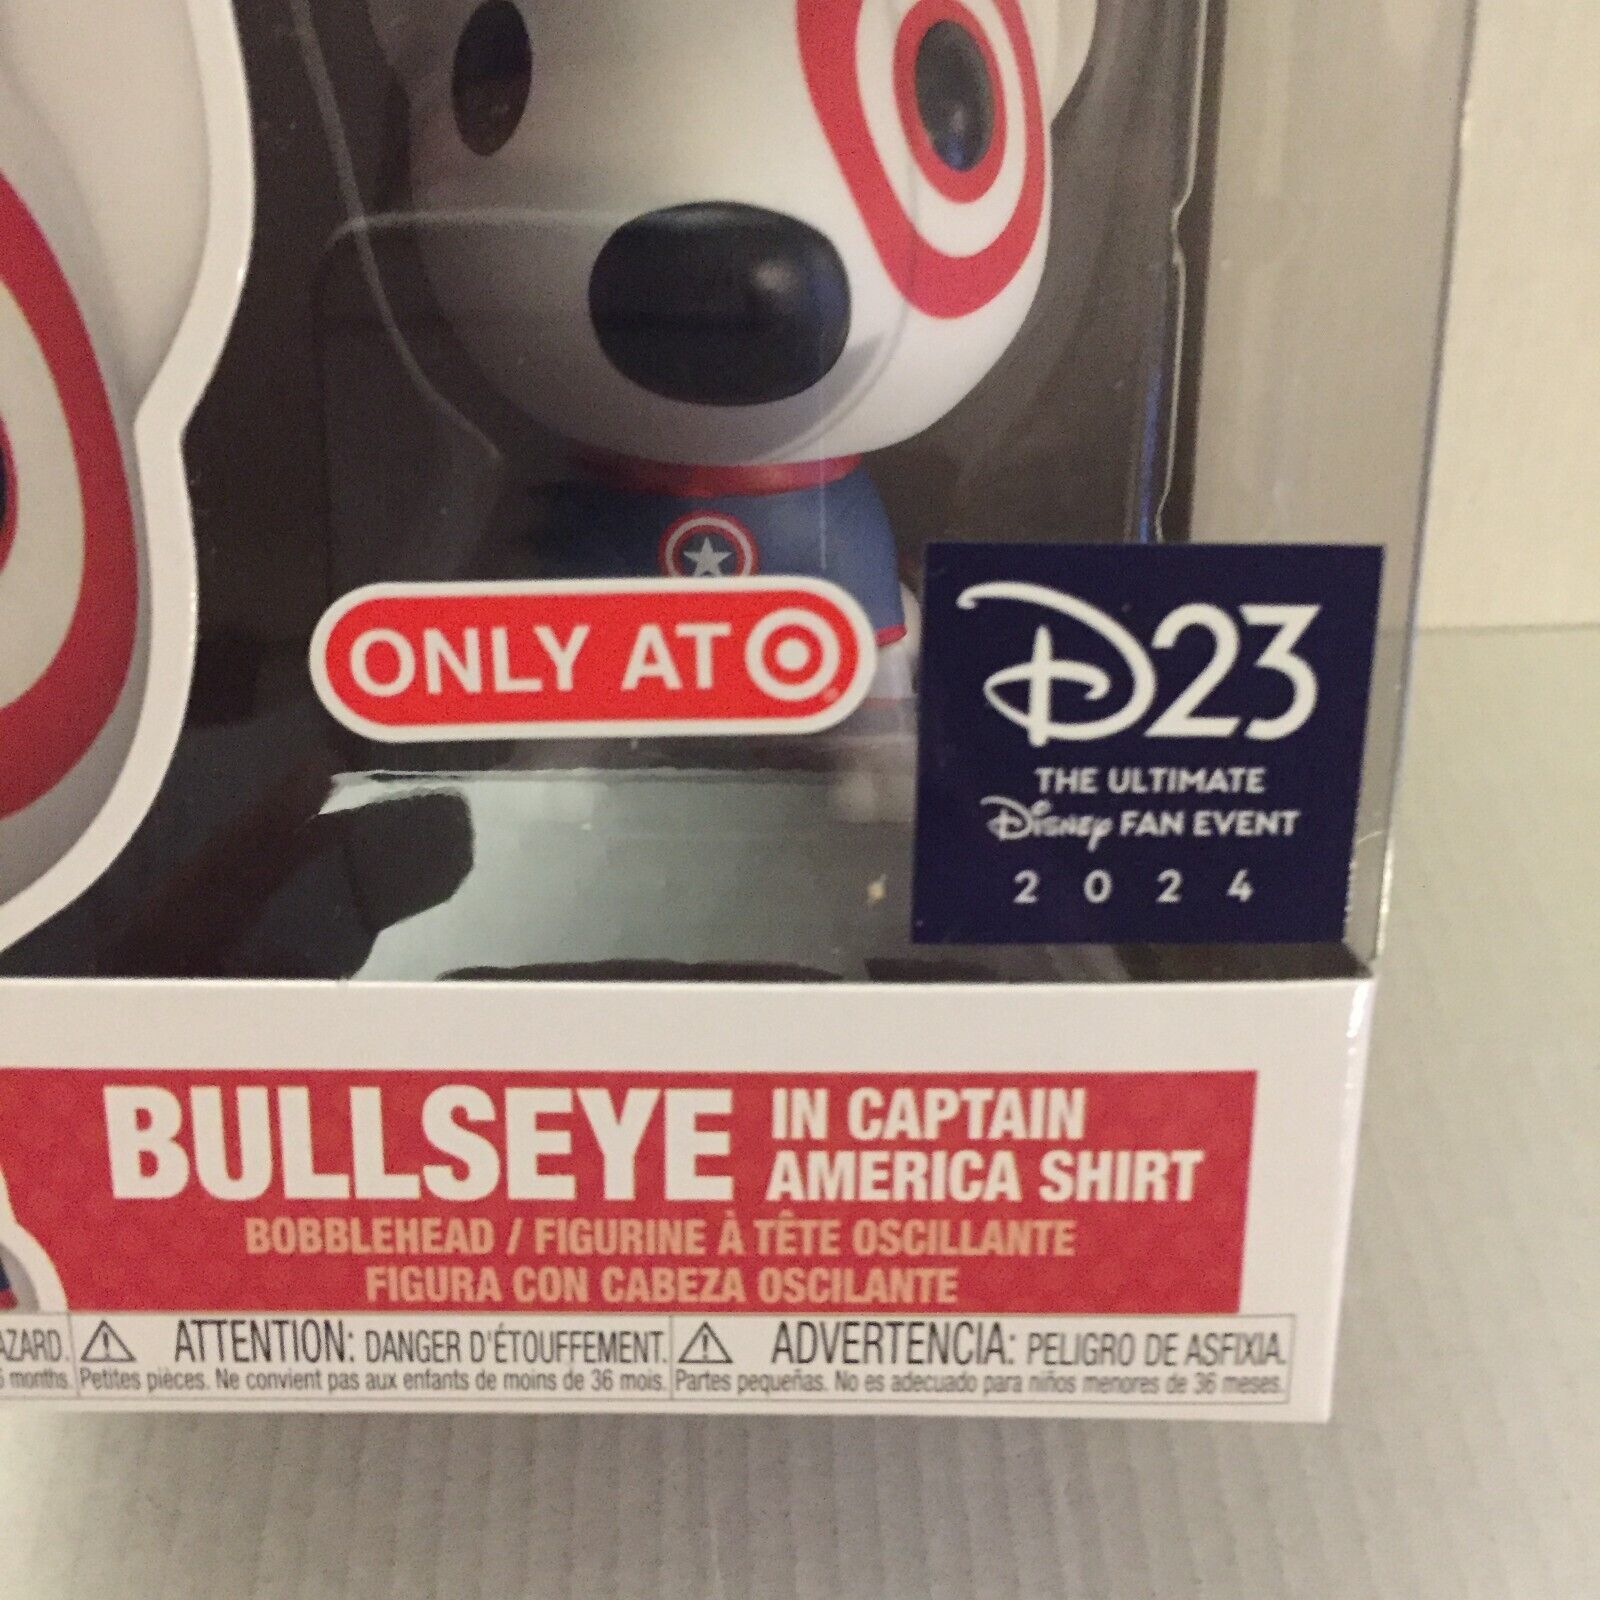 ONLY AT
D23
THE ULTIMATE
Disney FAN EVENT
2024
BULLSEYE
IN CAPTAIN
AMERICA SHIRT
BOBBLEHEAD / FIGURINE À TÊTE OSCILLANTE
FIGURA CON CABEZA OSCILANTE
AZARD.
months.
ATTENTION: DANGER D'ÉTOUFFEMENT.
Petites pièces. Ne convient pas aux enfants de moins de 36 mois.
ADVERTENCIA: PELIGRO DE ASFIXIA.
Partes pequeñas. No es adecuado para niños menores de 36 meses.